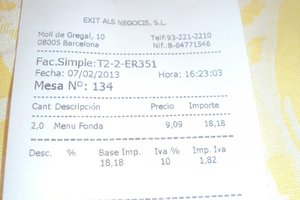 EXIT ALS NEGOCIS, S.L.
Moll de Gregal, 10 Telf:93-221-2210
08005 Barcelona Nif.:B-64771546
Fac.Simple:T2-2-ER351
Fecha: 07/02/2013 Hora: 16:23:03
Mesa Nº: 134
Cant Descripción Precio Importe
2,0 Menu Fonda 9,09 18,18
Desc. % Base Imp. Iva % Imp. Iva
18,18 10 1,82